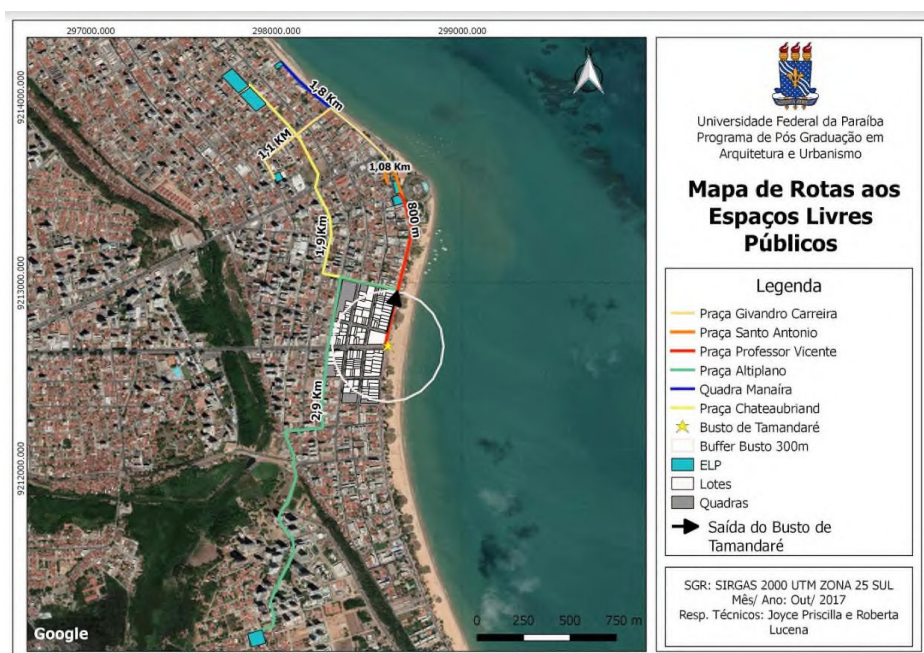 297000.000
298000.000
299000.000
9214000.000
9213000.000
9212000.000
N
1,8 Km
1,1 KM
1,08 Km
800 m
1,9 Km
2,9 Km
Google
0 250 500 750 m
Universidade Federal da Paraíba
Programa de Pós Graduação em
Arquitetura e Urbanismo
Mapa de Rotas aos
Espaços Livres
Públicos
Legenda
Praça Givandro Carreira
Praça Santo Antonio
Praça Professor Vicente
Praça Altiplano
Quadra Manaíra
Praça Chateaubriand
Busto de Tamandaré
Buffer Busto 300m
ELP
Lotes
Quadras
Saída do Busto de
Tamandaré
SGR: SIRGAS 2000 UTM ZONA 25 SUL
Mês/ Ano: Out/ 2017
Resp. Técnicos: Joyce Priscilla e Roberta
Lucena